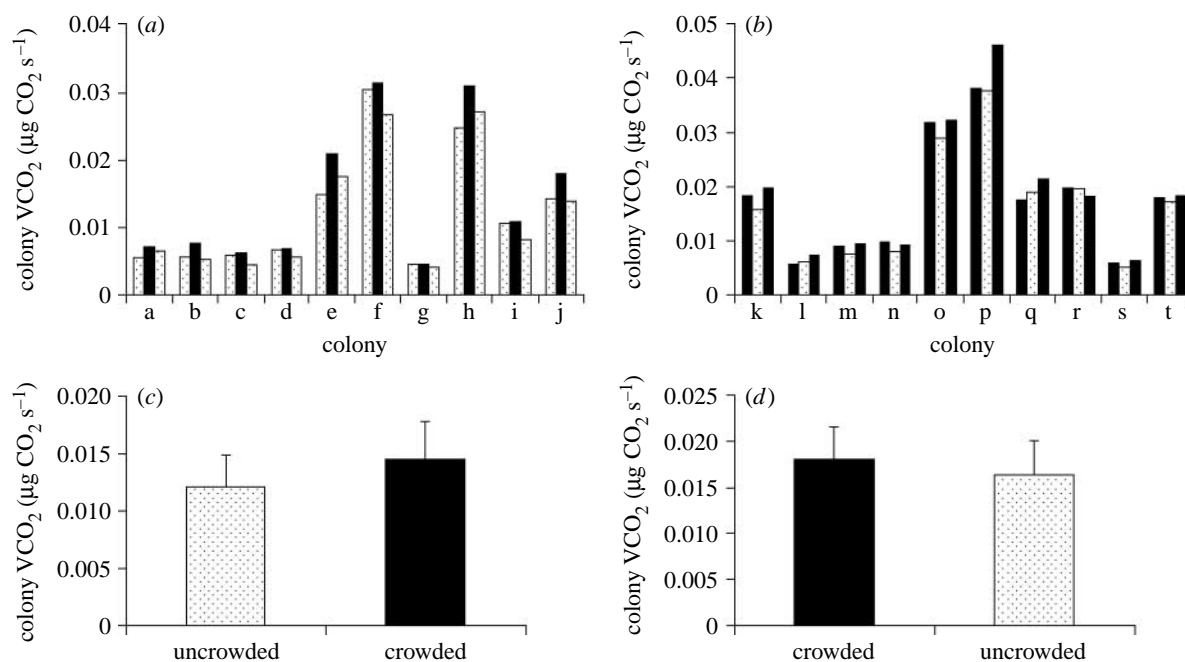 (a)
colony VCO₂ (µg CO₂ s⁻¹)
0.04
0.03
0.02
0.01
0
a b c d e f g h i j
colony
(b)
colony VCO₂ (µg CO₂ s⁻¹)
0.05
0.04
0.03
0.02
0.01
0
k l m n o p q r s t
colony
(c)
colony VCO₂ (µg CO₂ s⁻¹)
0.020
0.015
0.010
0.005
0
uncrowded crowded
(d)
colony VCO₂ (µg CO₂ s⁻¹)
0.025
0.020
0.015
0.010
0.005
0
crowded uncrowded